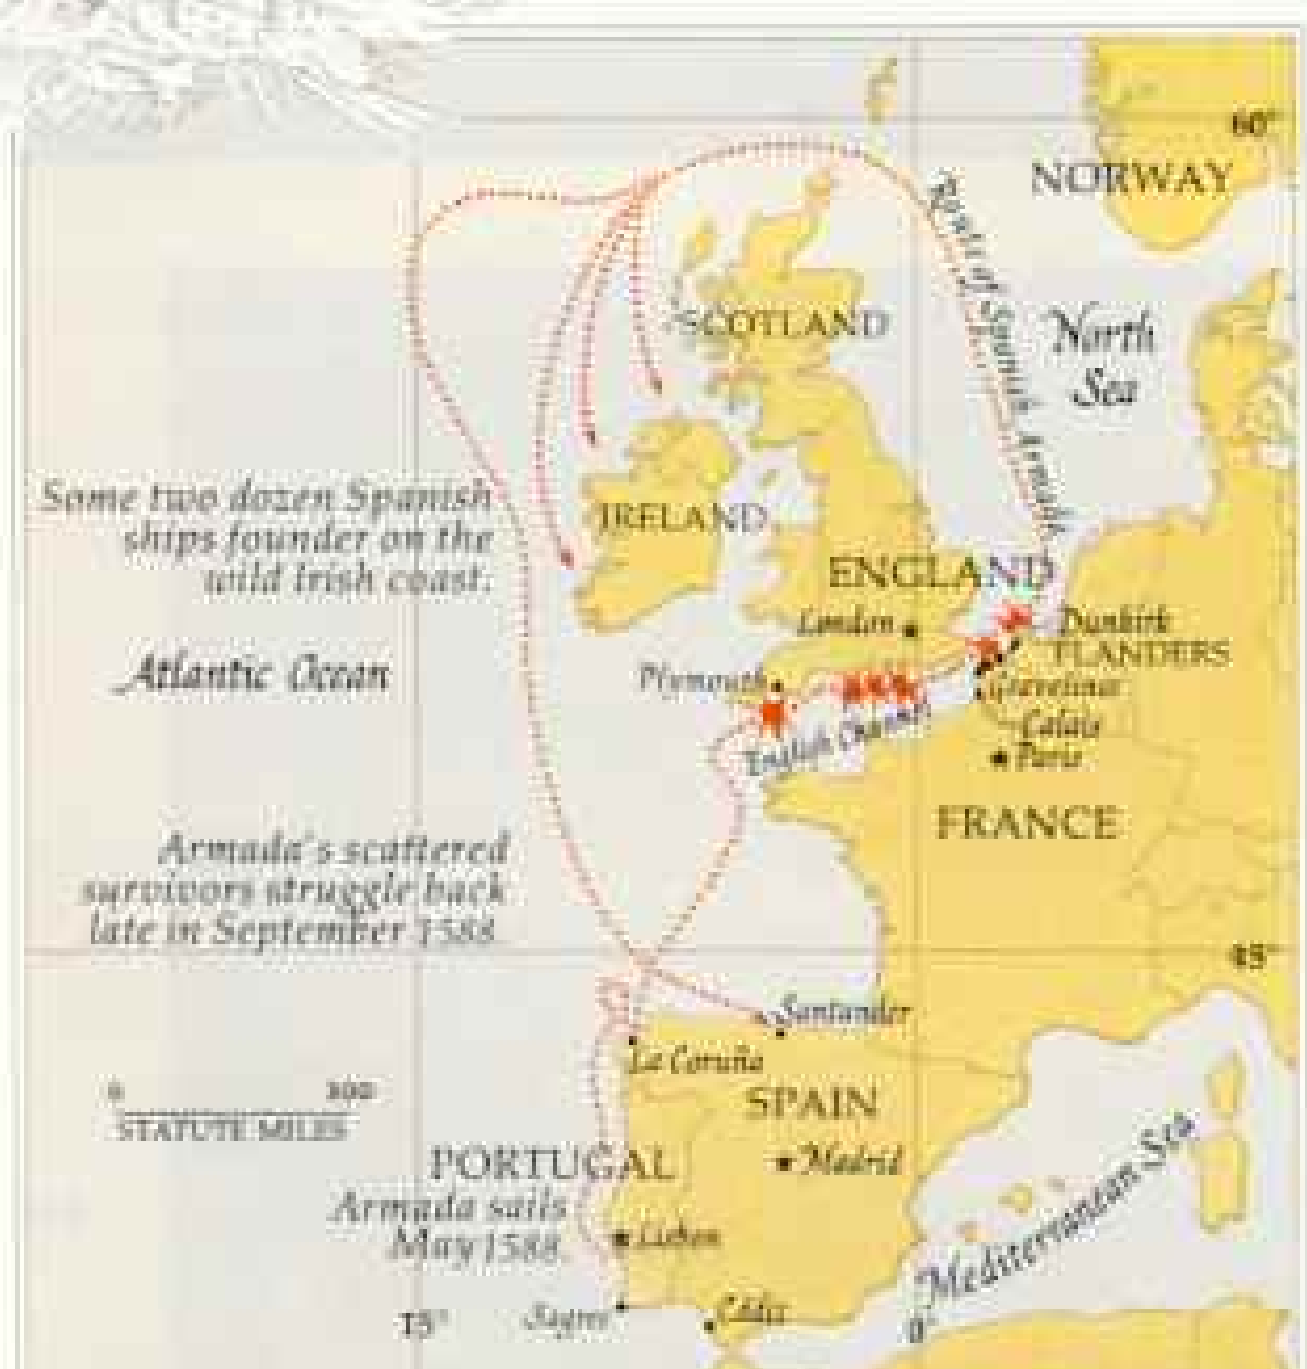 60°
NORWAY
Route of Spanish Armada
SCOTLAND
North
Sea
Some two dozen Spanish
ships founder on the
wild Irish coast.
IRELAND
ENGLAND
London
Dunkirk
FLANDERS
Atlantic Ocean
Plymouth
Gravelines
English Channel
Calais
Paris
FRANCE
Armada's scattered
survivors struggle back
late in September 1588.
45°
Santander
La Coruña
0 300
STATUTE MILES
SPAIN
PORTUGAL
Madrid
Armada sails
May 1588.
Lisbon
Mediterranean Sea
Sagres
Cádiz
15°
0°